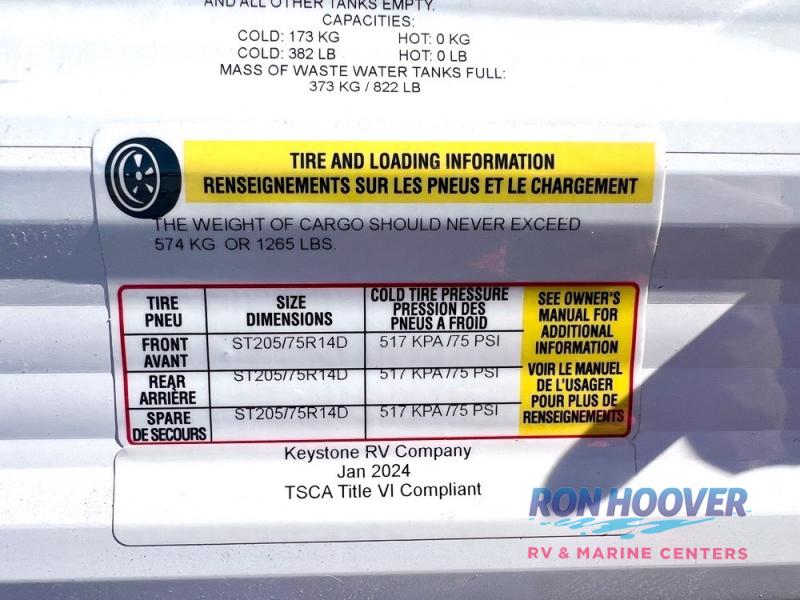 AND ALL OTHER TANKS EMPTY.
CAPACITIES:
COLD: 173 KG HOT: 0 KG
COLD: 382 LB HOT: 0 LB
MASS OF WASTE WATER TANKS FULL:
373 KG / 822 LB
TIRE AND LOADING INFORMATION
RENSEIGNEMENTS SUR LES PNEUS ET LE CHARGEMENT
THE WEIGHT OF CARGO SHOULD NEVER EXCEED
574 KG OR 1265 LBS.
TIRE
PNEU
SIZE
DIMENSIONS
COLD TIRE PRESSURE
PRESSION DES
PNEUS A FROID
FRONT
AVANT
ST205/75R14D
517 KPA /75 PSI
REAR
ARRIÈRE
ST205/75R14D
517 KPA /75 PSI
SPARE
DE SECOURS
ST205/75R14D
517 KPA /75 PSI
SEE OWNER'S
MANUAL FOR
ADDITIONAL
INFORMATION
VOIR LE MANUEL
DE L'USAGER
POUR PLUS DE
RENSEIGNEMENTS
Keystone RV Company
Jan 2024
TSCA Title VI Compliant
RON HOOVER
RV & MARINE CENTERS